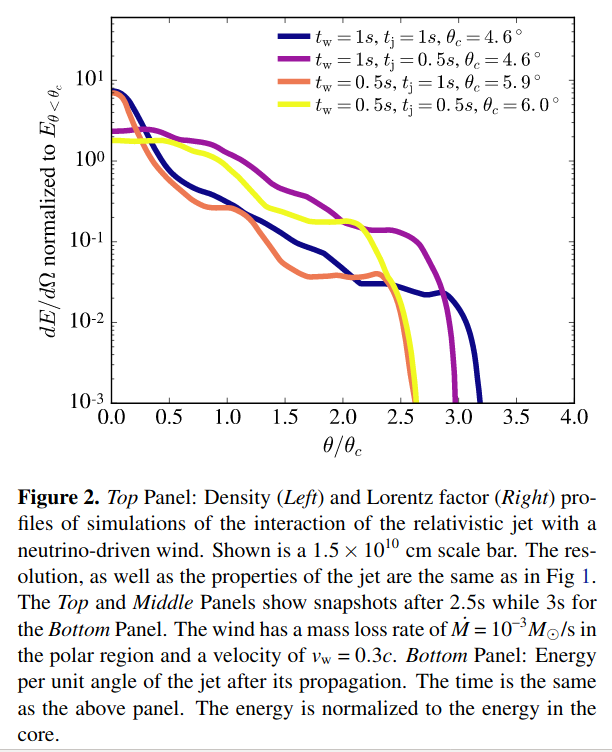 t_w = 1s, t_j = 1s, θ_c = 4.6°
t_w = 1s, t_j = 0.5s, θ_c = 4.6°
t_w = 0.5s, t_j = 1s, θ_c = 5.9°
t_w = 0.5s, t_j = 0.5s, θ_c = 6.0°
dE/dΩ normalized to E_{θ<θ_c}
10¹
10⁰
10⁻¹
10⁻²
10⁻³
0.0 0.5 1.0 1.5 2.0 2.5 3.0 3.5 4.0
θ/θ_c
Figure 2. Top Panel: Density (Left) and Lorentz factor (Right) pro-
files of simulations of the interaction of the relativistic jet with a
neutrino-driven wind. Shown is a 1.5 × 10¹⁰ cm scale bar. The res-
olution, as well as the properties of the jet are the same as in Fig 1.
The Top and Middle Panels show snapshots after 2.5s while 3s for
the Bottom Panel. The wind has a mass loss rate of Ṁ = 10⁻³M⊙/s in
the polar region and a velocity of v_w = 0.3c. Bottom Panel: Energy
per unit angle of the jet after its propagation. The time is the same
as the above panel. The energy is normalized to the energy in the
core.